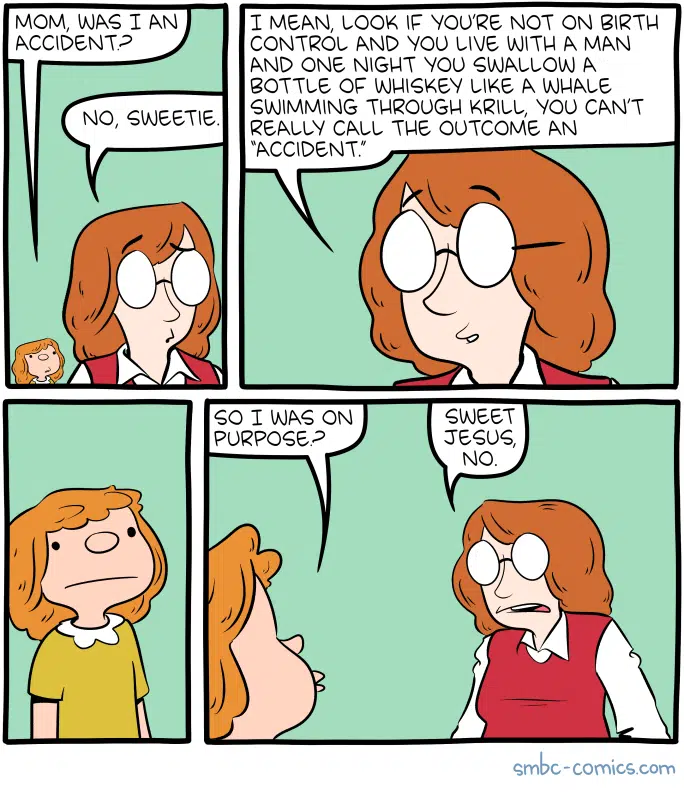 MOM, WAS I AN
ACCIDENT?
NO, SWEETIE.
I MEAN, LOOK IF YOU'RE NOT ON BIRTH
CONTROL AND YOU LIVE WITH A MAN
AND ONE NIGHT YOU SWALLOW A
BOTTLE OF WHISKEY LIKE A WHALE
SWIMMING THROUGH KRILL, YOU CAN'T
REALLY CALL THE OUTCOME AN
"ACCIDENT."
SO I WAS ON
PURPOSE?
SWEET
JESUS,
NO.
smbc-comics.com